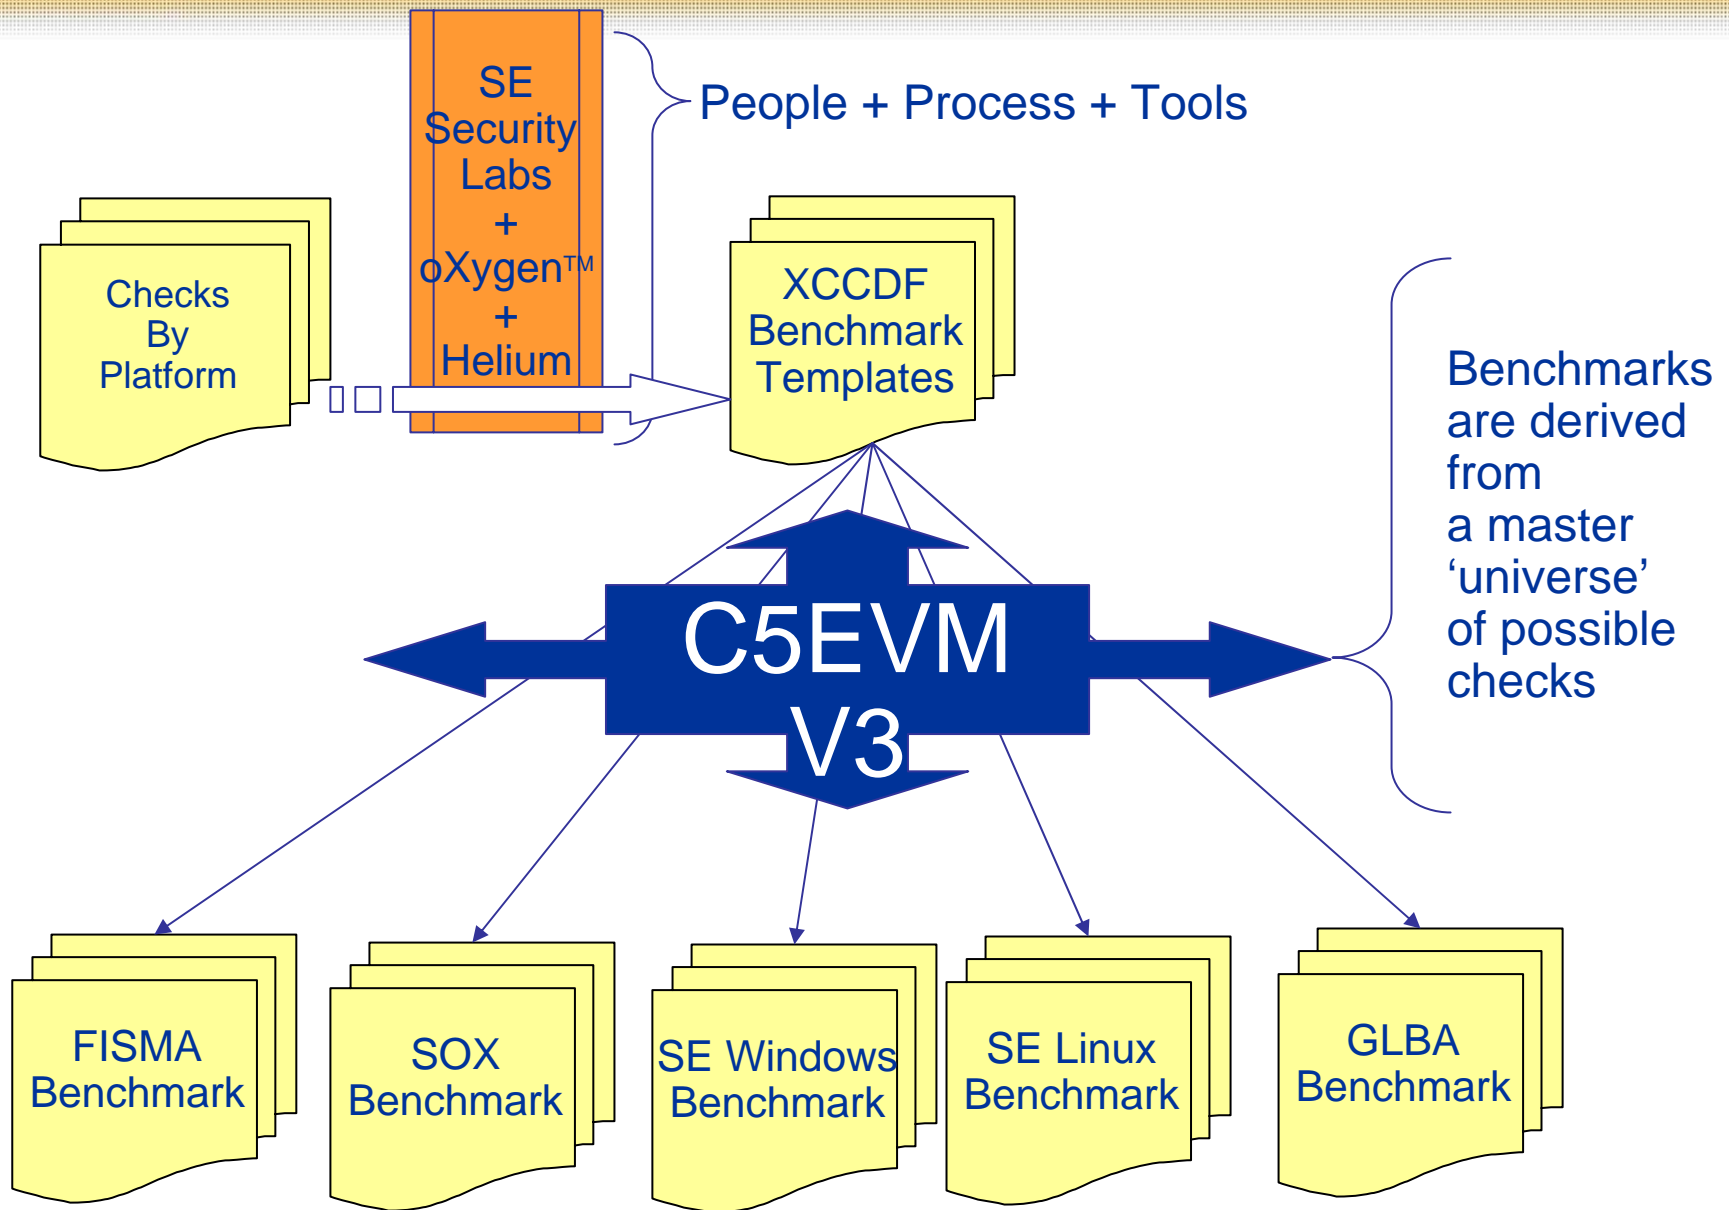 SE
Security
Labs
+
oXygen™
+
Helium
People + Process + Tools
Checks
By
Platform
XCCDF
Benchmark
Templates
Benchmarks
are derived
from
a master
‘universe’
of possible
checks
C5EVM
V3
FISMA
Benchmark
SOX
Benchmark
SE Windows
Benchmark
SE Linux
Benchmark
GLBA
Benchmark